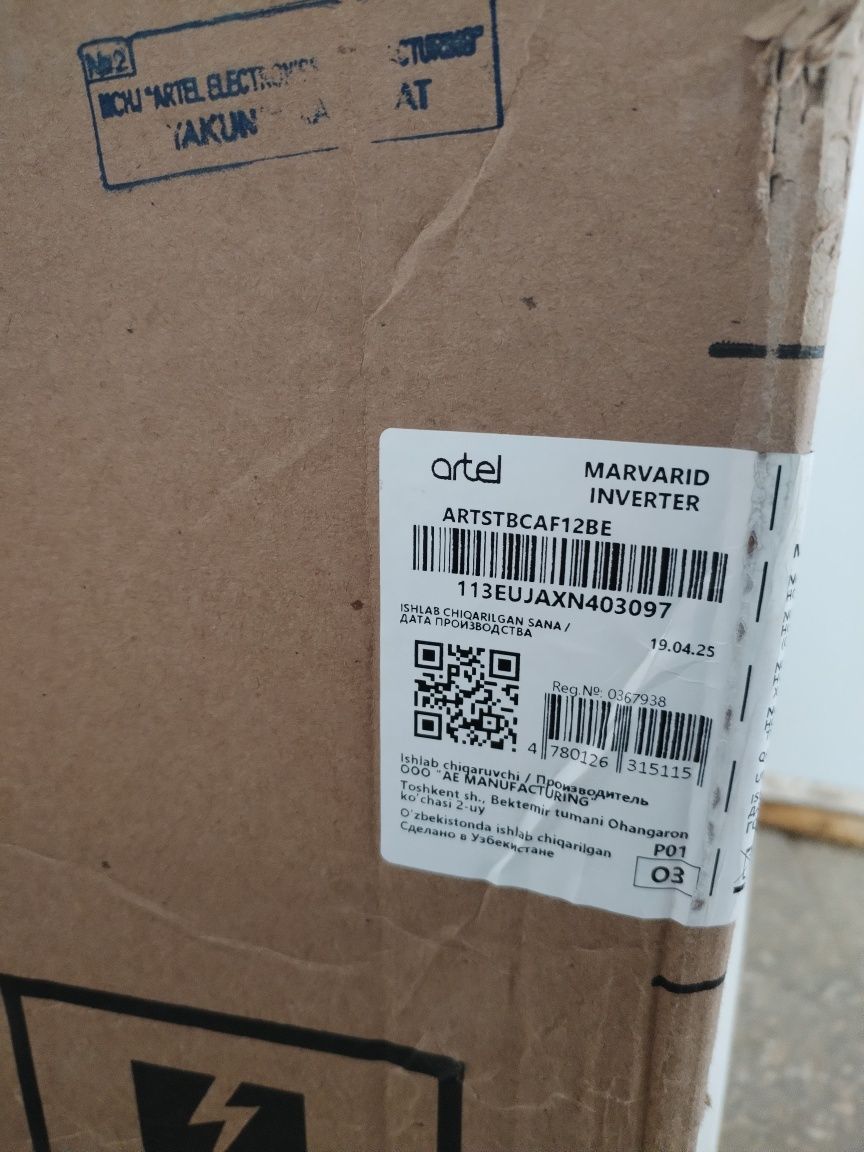 №2
MCHJ "ARTEL ELECTRONICS
YAKUN
artel
MARVARID
INVERTER
ARTSTBCAF12BE
113EUJAXN403097
ISHLAB CHIQARILGAN SANA /
ДАТА ПРОИЗВОДСТВА
19.04.25
Reg.№: 0367938
4 780126 315115
Ishlab chiqaruvchi / Производитель
ООО "AE MANUFACTURING"
Toshkent sh., Bektemir tumani Ohangaron
ko'chasi 2-uy
O'zbekistonda ishlab chiqarilgan
Сделано в Узбекистане
P01
O3